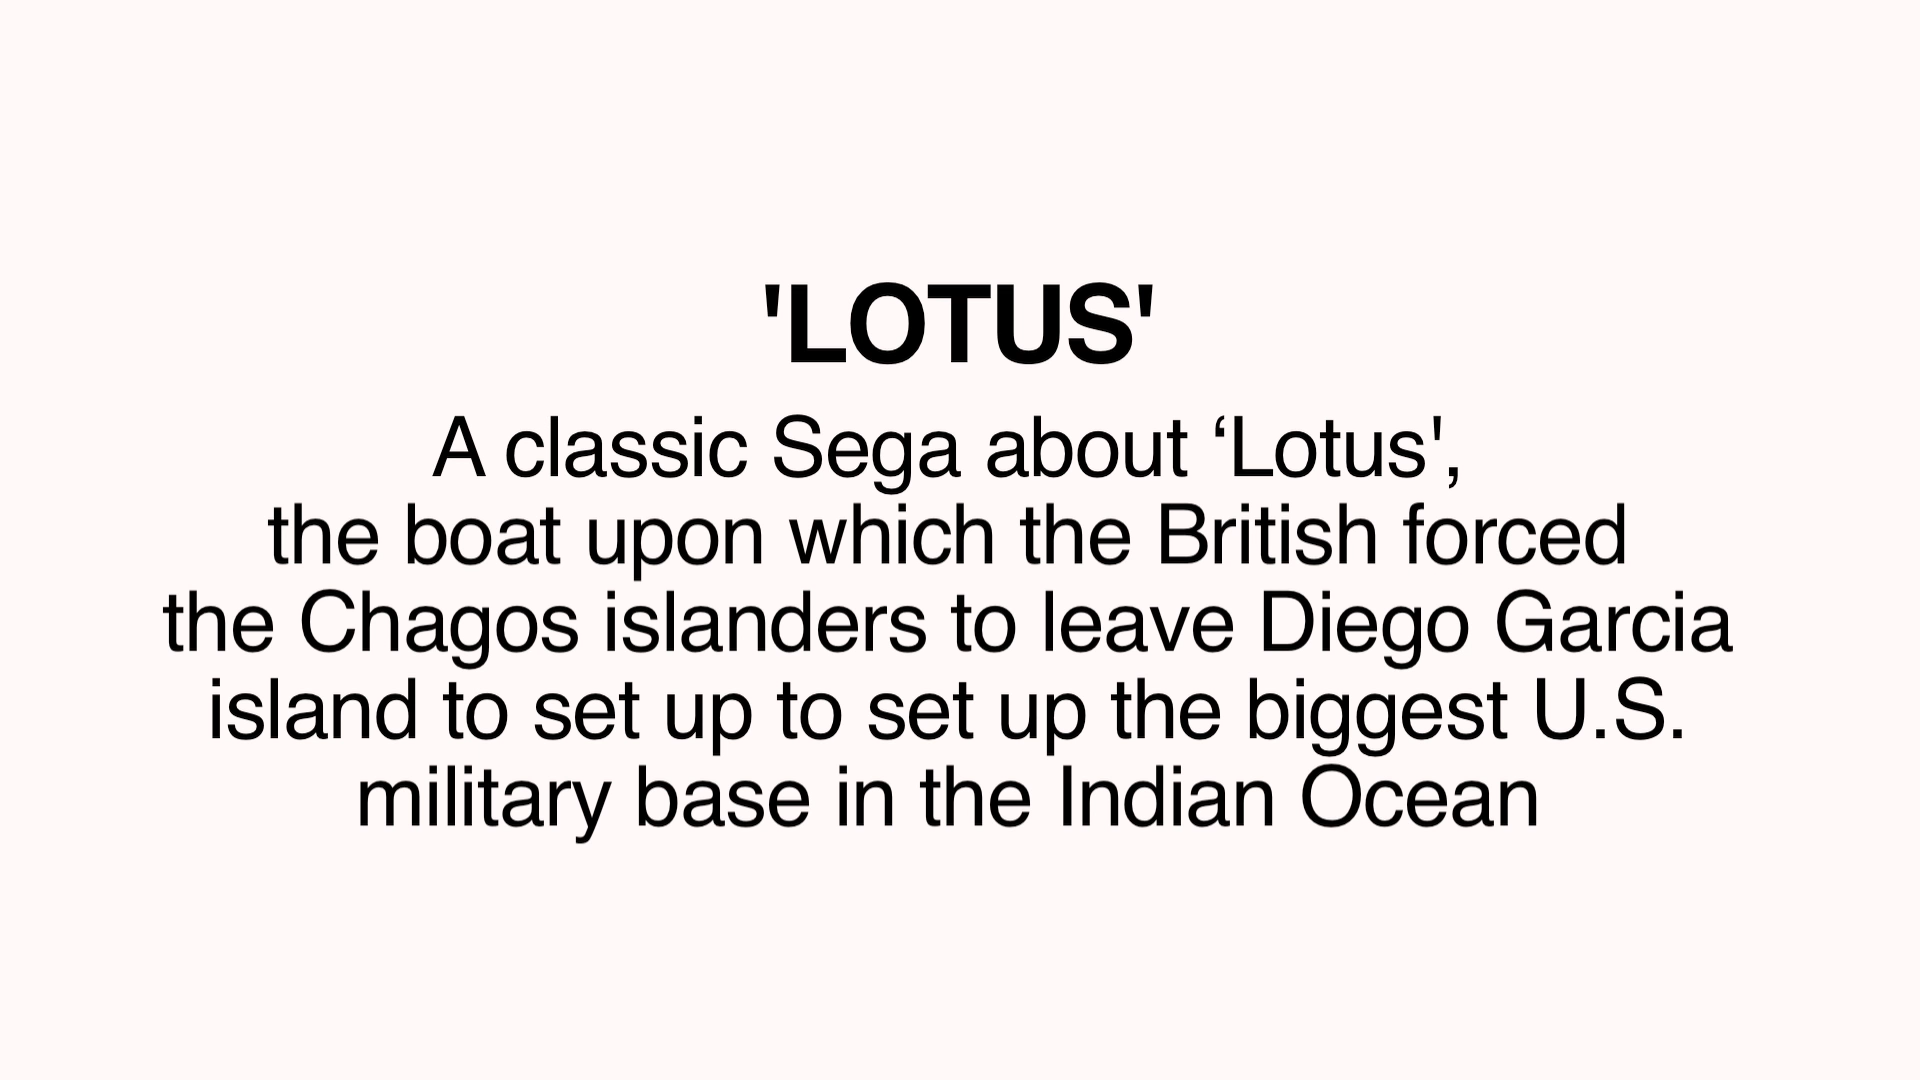 'LOTUS'
A classic Sega about ‘Lotus',
the boat upon which the British forced
the Chagos islanders to leave Diego Garcia
island to set up to set up the biggest U.S.
military base in the Indian Ocean